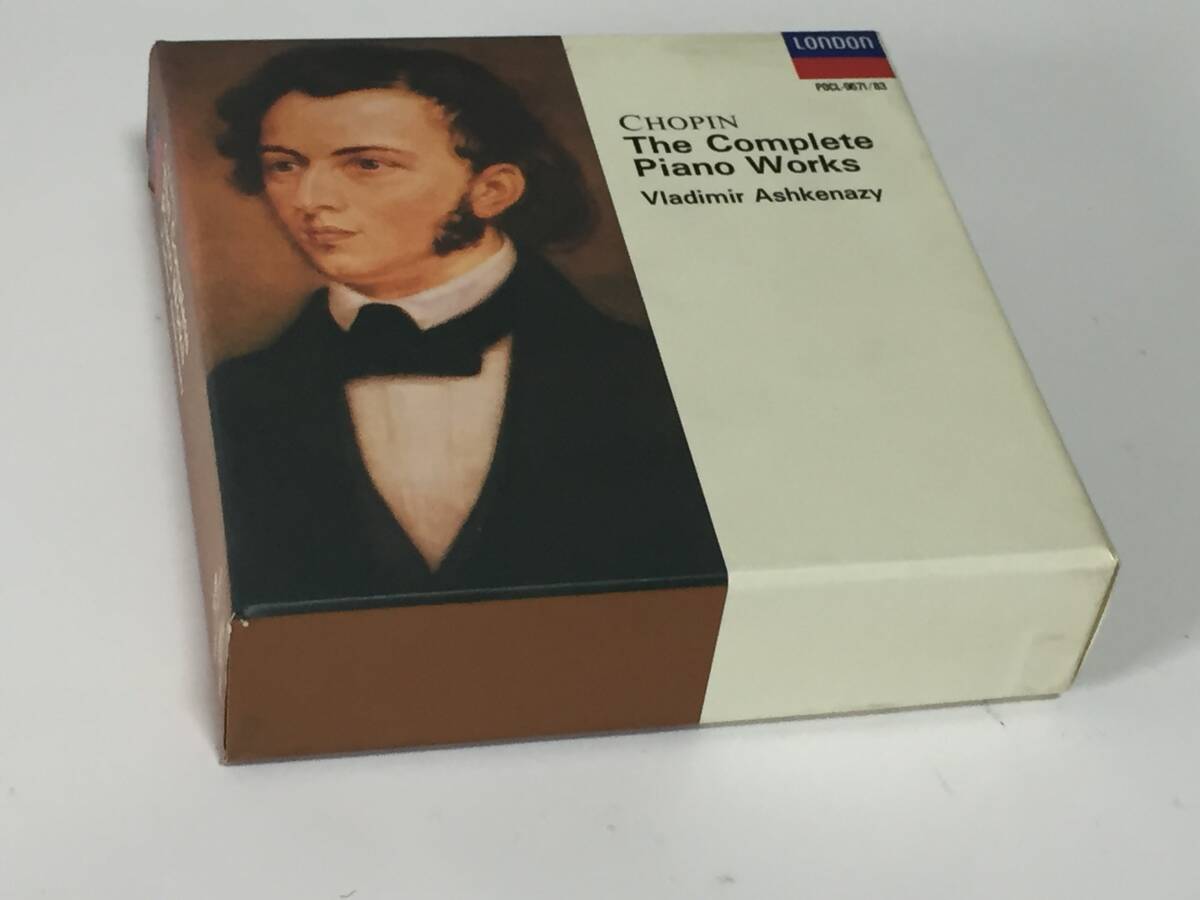 LONDON
POCL-9671/83
CHOPIN
The Complete
Piano Works
Vladimir Ashkenazy